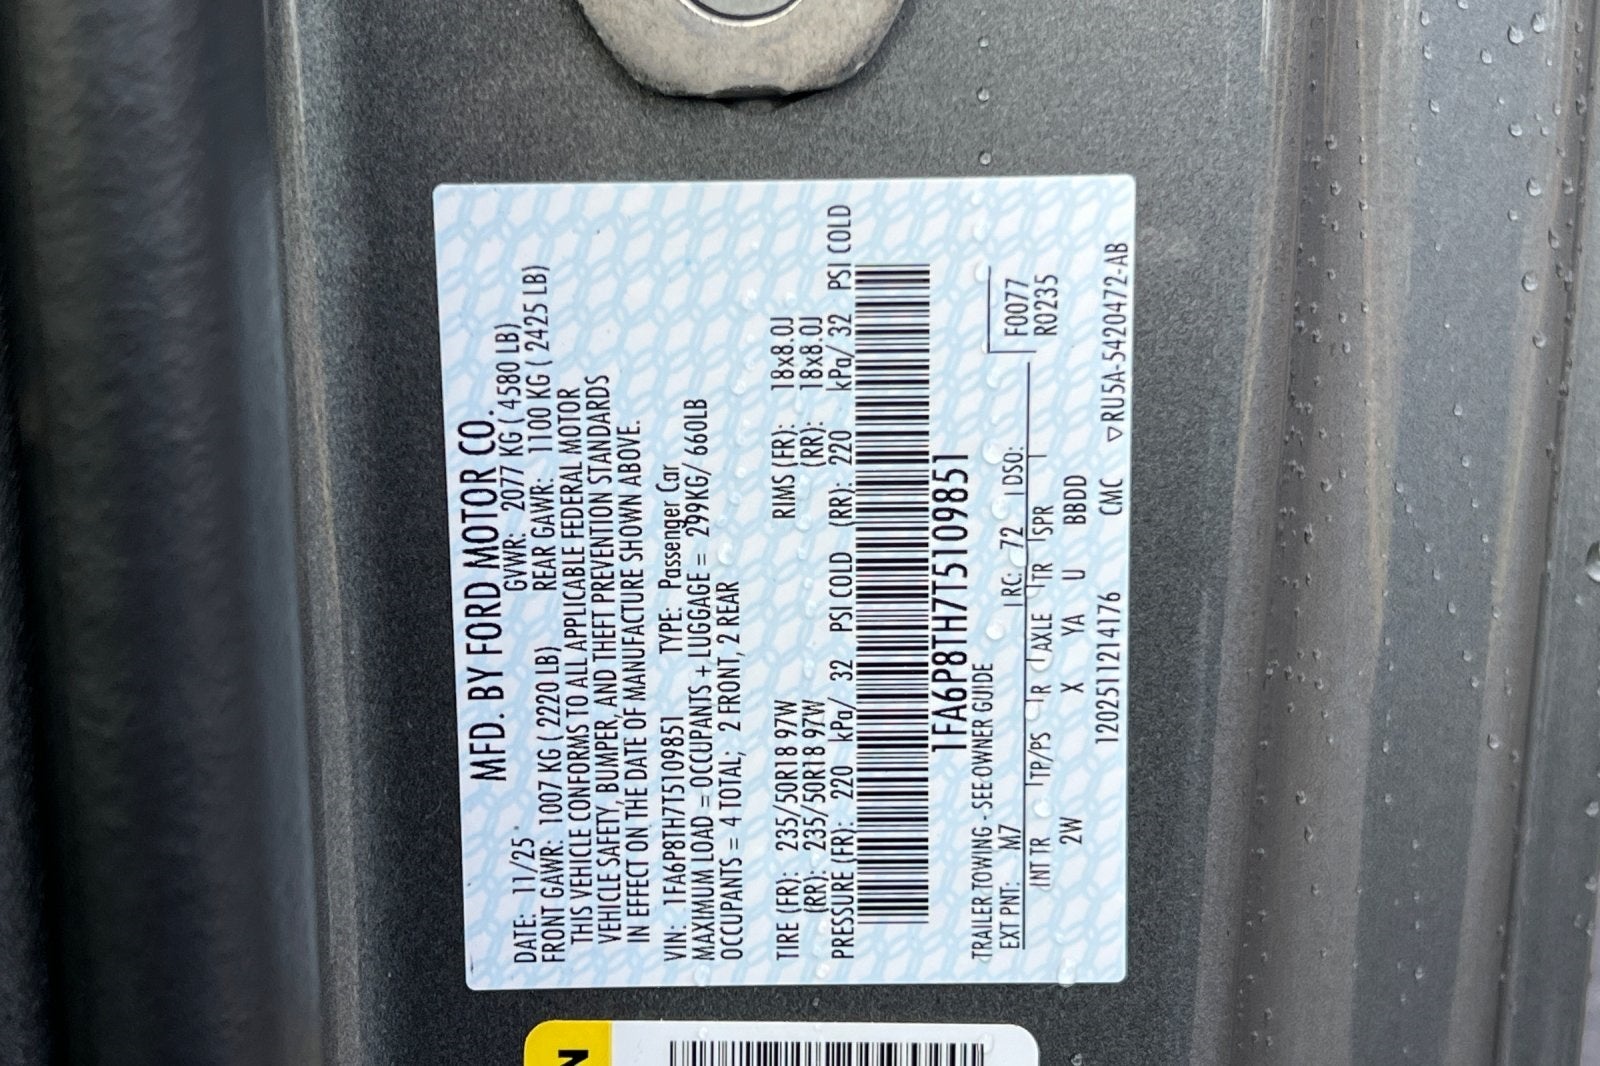 MFD. BY FORD MOTOR CO.
DATE: 11/25 GVWR: 2077 KG ( 4580 LB)
FRONT GAWR: 1007 KG ( 2220 LB) REAR GAWR: 1100 KG ( 2425 LB)
THIS VEHICLE CONFORMS TO ALL APPLICABLE FEDERAL MOTOR
VEHICLE SAFETY, BUMPER, AND THEFT PREVENTION STANDARDS
IN EFFECT ON THE DATE OF MANUFACTURE SHOWN ABOVE.
VIN: 1FA6P8TH7T5109851 TYPE: Passenger Car
MAXIMUM LOAD = OCCUPANTS + LUGGAGE = 299KG/ 660LB
OCCUPANTS = 4 TOTAL; 2 FRONT, 2 REAR
TIRE (FR): 235/50R18 97W RIMS (FR): 18x8.0J
(RR): 235/50R18 97W (RR): 18x8.0J
PRESSURE (FR): 220 kPa/ 32 PSI COLD (RR): 220 kPa/ 32 PSI COLD
1FA6P8TH7T5109851
TRAILER TOWING - SEE OWNER GUIDE F0077
EXT PNT: M7 RC: 72 DSO: R0235
INT TR TP/PS R AXLE TR SPR
2W X YA U BBDD
12025112141​76 CMC ▽RU5A-5420472-AB
N